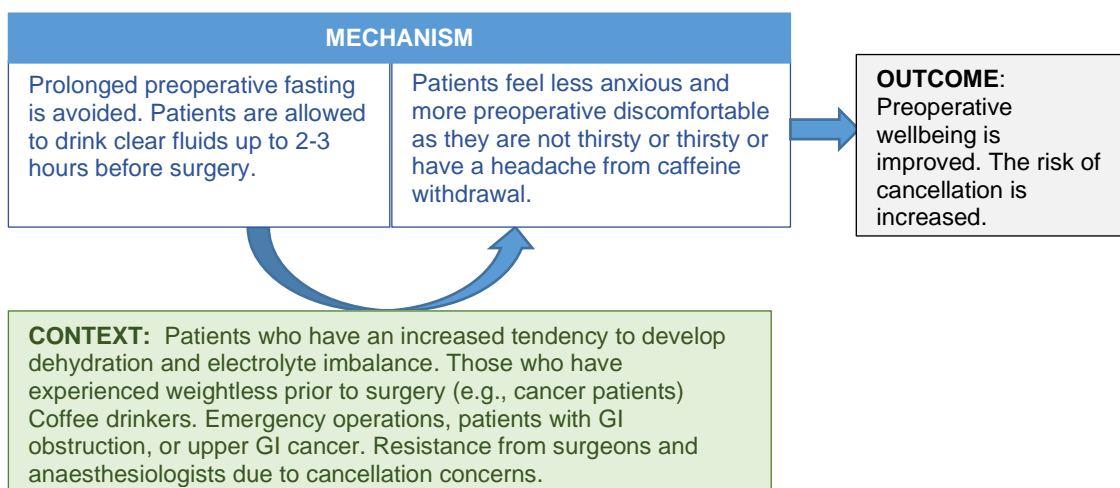 MECHANISM
Prolonged preoperative fasting
is avoided. Patients are allowed
to drink clear fluids up to 2-3
hours before surgery.
Patients feel less anxious and
more preoperative discomfortable
as they are not thirsty or thirsty or
have a headache from caffeine
withdrawal.
OUTCOME:
Preoperative
wellbeing is
improved. The risk of
cancellation is
increased.
CONTEXT: Patients who have an increased tendency to develop
dehydration and electrolyte imbalance. Those who have
experienced weightless prior to surgery (e.g., cancer patients)
Coffee drinkers. Emergency operations, patients with GI
obstruction, or upper GI cancer. Resistance from surgeons and
anaesthesiologists due to cancellation concerns.